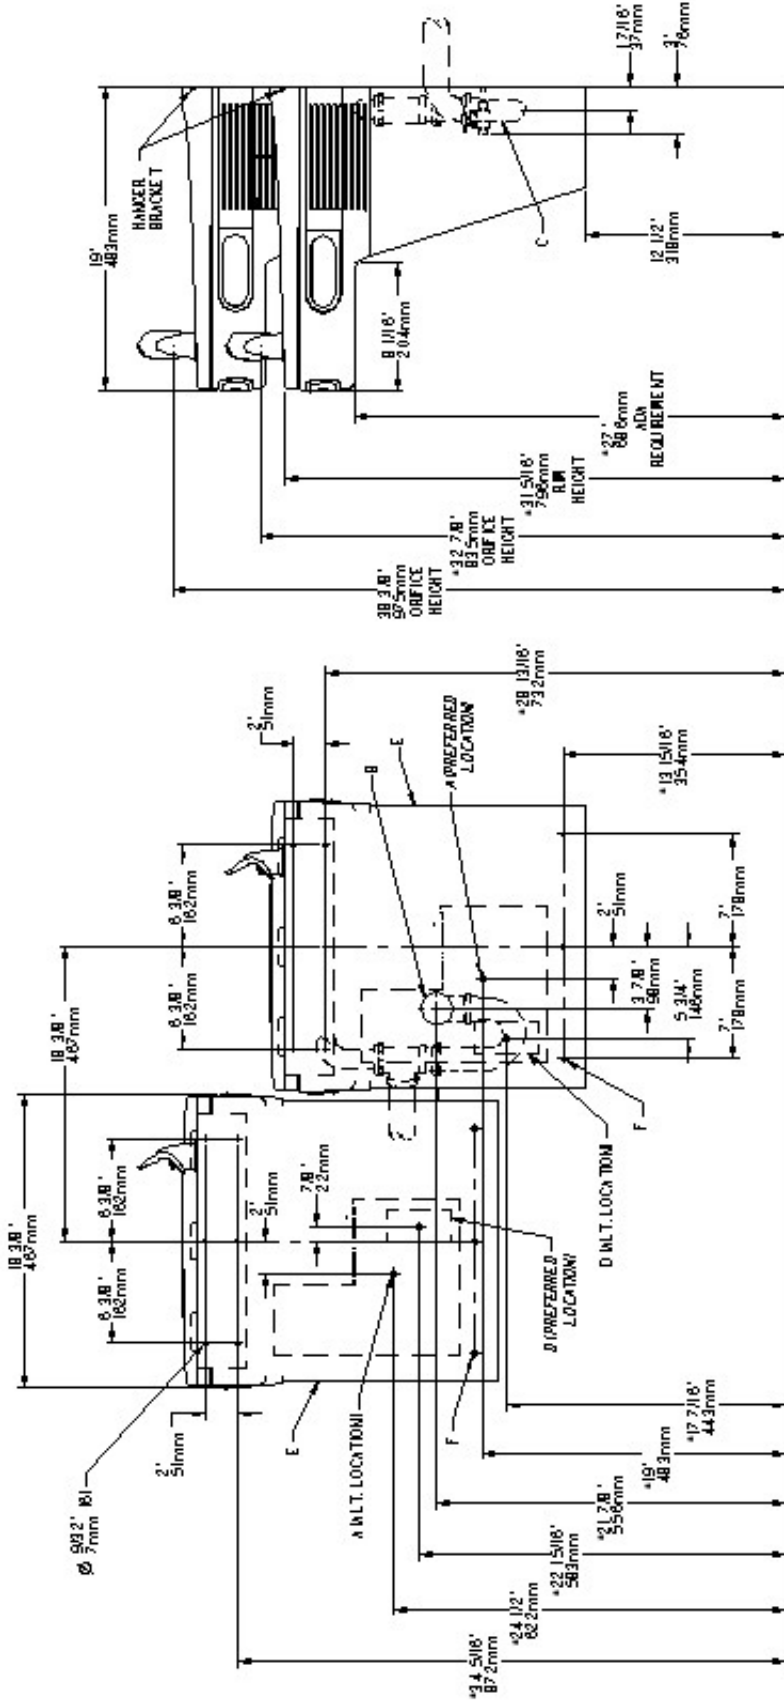 19'
483mm
HANGER
BRACKET
1 7/16'
37mm
3'
76mm
C
8 1/16'
204mm
12 1/2'
318mm
*27'
686mm
ADA
REQUIREMENT
*31 5/16'
796mm
RIM
HEIGHT
*32 7/8'
835mm
ORIFICE
HEIGHT
38 3/8'
975mm
ORIFICE
HEIGHT
18 3/8'
467mm
6 3/8'
162mm
6 3/8'
162mm
2'
51mm
*28 13/16'
732mm
B
E
A (PREFERRED
LOCATION)
*13 15/16'
354mm
2'
51mm
3 7/8'
98mm
5 3/4'
146mm
7'
178mm
7'
178mm
F
D (ALT. LOCATION)
18 3/8'
467mm
6 3/8'
162mm
6 3/8'
162mm
2'
51mm
7/8'
22mm
Ø 9/32' (6)
7mm
2'
51mm
E
A (ALT. LOCATION)
F
D (PREFERRED
LOCATION)
*17 7/16'
443mm
*19'
483mm
*21 7/8'
556mm
*22 15/16'
583mm
*24 1/2'
622mm
*34 5/16'
872mm